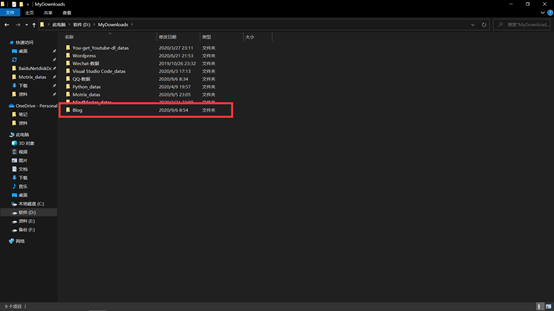 MyDownloads
文件 主页 共享 查看
此电脑 软件 (D:) MyDownloads
搜索"MyDownload...
名称 修改日期 类型 大小
You-get_Youtube-dl_datas 2020/3/27 23:11 文件夹
Wordpress 2020/6/21 21:53 文件夹
Wechat-数据 2019/10/26 23:32 文件夹
Visual Studio Code_datas 2020/6/3 17:13 文件夹
QQ-数据 2020/9/6 8:34 文件夹
Python_datas 2020/4/9 19:57 文件夹
Motrix_datas 2020/9/5 23:05 文件夹
文件夹
Blog 2020/9/6 8:54 文件夹
快速访问
桌面
BaiduNetdiskDo
Motrix_datas
下载
资料
OneDrive - Personal
笔记
资料
此电脑
3D 对象
视频
图片
文档
下载
音乐
桌面
本地磁盘 (C:)
软件 (D:)
资料 (E:)
备份 (F:)
网络
9 个项目